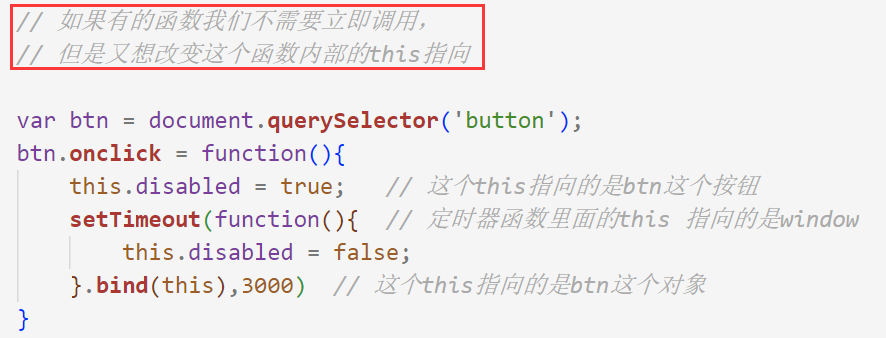 // 如果有的函数我们不需要立即调用，
// 但是又想改变这个函数内部的this指向
var btn = document.querySelector('button');
btn.onclick = function(){
this.disabled = true;   // 这个this指向的是btn这个按钮
setTimeout(function(){  // 定时器函数里面的this 指向的是window
this.disabled = false;
}.bind(this),3000)  // 这个this指向的是btn这个对象
}